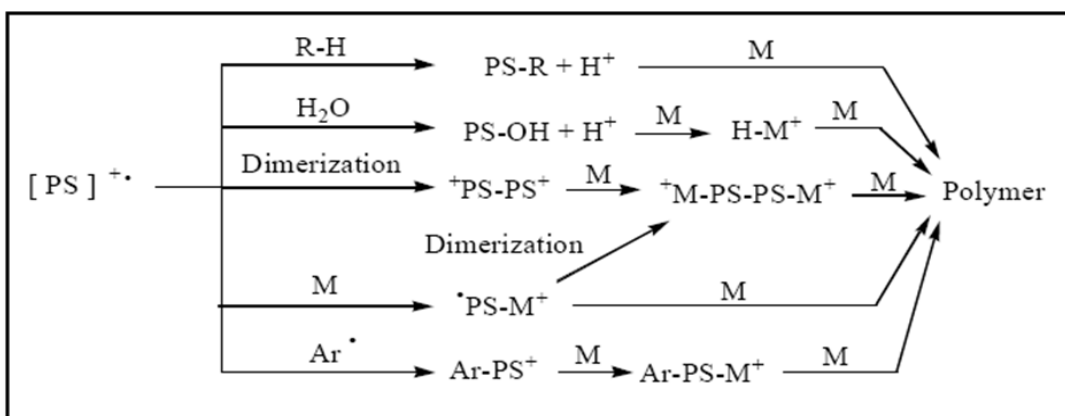 R-H
PS-R + H⁺
M
H₂O
PS-OH + H⁺
M
H-M⁺
M
[ PS ] ⁺•
Dimerization
⁺PS-PS⁺
M
⁺M-PS-PS-M⁺
M
Polymer
Dimerization
M
•PS-M⁺
M
Ar•
Ar-PS⁺
M
Ar-PS-M⁺
M